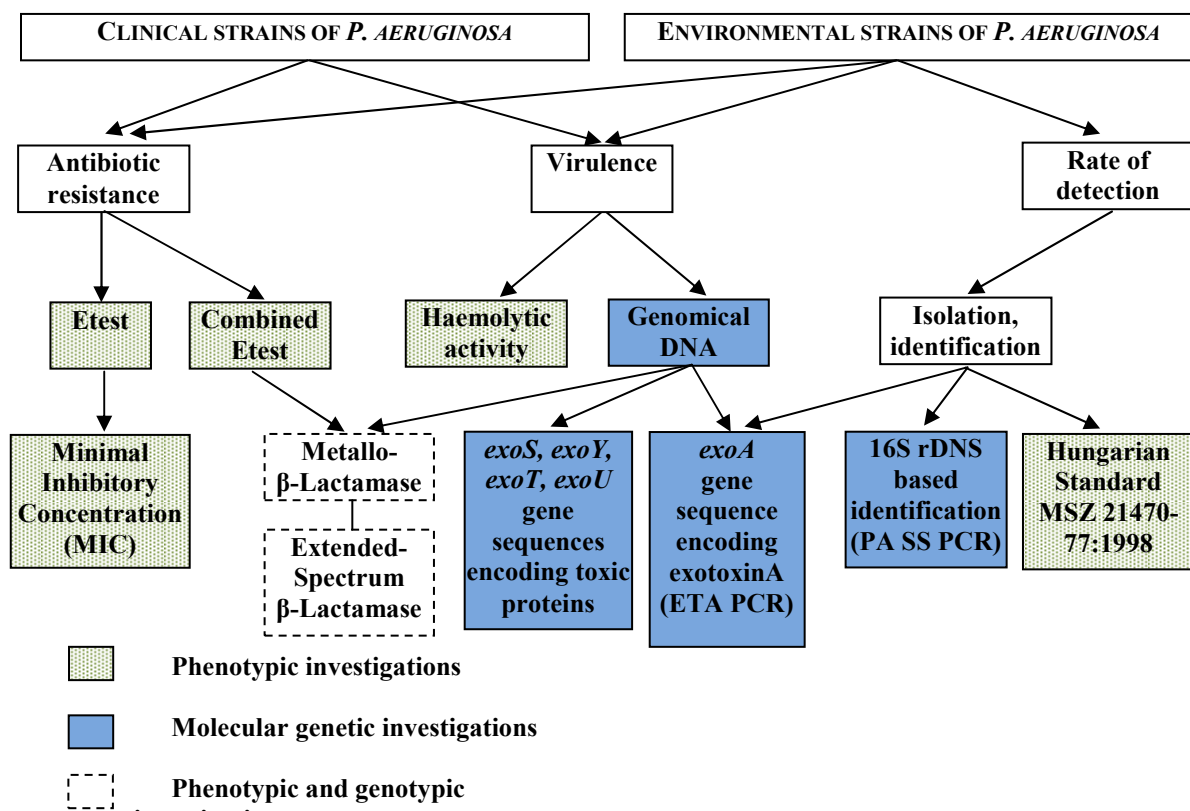 CLINICAL STRAINS OF P. AERUGINOSA
ENVIRONMENTAL STRAINS OF P. AERUGINOSA
Antibiotic
resistance
Virulence
Rate of
detection
Etest
Combined
Etest
Haemolytic
activity
Genomical
DNA
Isolation,
identification
Minimal
Inhibitory
Concentration
(MIC)
Metallo-
β-Lactamase
Extended-
Spectrum
β-Lactamase
exoS, exoY,
exoT, exoU
gene
sequences
encoding toxic
proteins
exoA
gene
sequence
encoding
exotoxinA
(ETA PCR)
16S rDNS
based
identification
(PA SS PCR)
Hungarian
Standard
MSZ 21470-
77:1998
Phenotypic investigations
Molecular genetic investigations
Phenotypic and genotypic